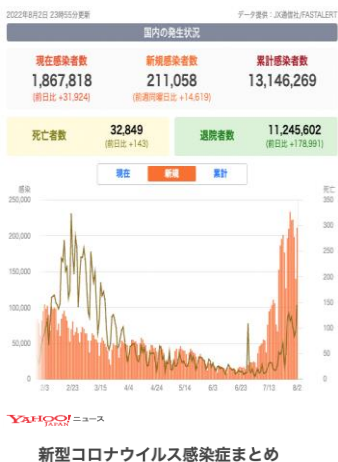 2022年8月2日 23時55分更新 データ提供：JX通信社/FASTALERT
国内の発生状況
現在感染者数 新規感染者数 累計感染者数
1,867,818 211,058 13,146,269
(前日比 +31,924) (前週同曜日比 +14,619)
死亡者数 32,849 (前日比 +143) 退院者数 11,245,602 (前日比 +178,991)
現在 新規 累計
感染 死亡
250,000 350
300
200,000
250
150,000 200
150
100,000
100
50,000
50
0 0
2/3 2/23 3/15 4/4 4/24 5/14 6/3 6/22 7/13 8/2
YAHOO! ニュース
JAPAN
新型コロナウイルス感染症まとめ